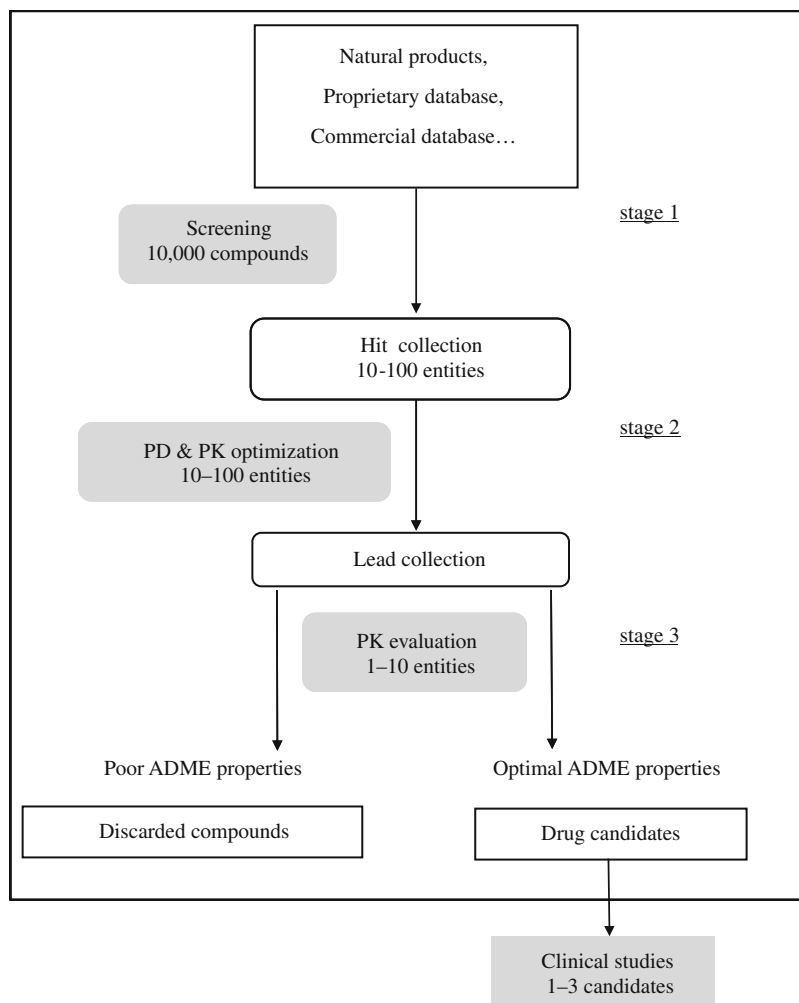 Natural products,
Proprietary database,
Commercial database…
stage 1
Screening
10,000 compounds
Hit collection
10-100 entities
stage 2
PD & PK optimization
10–100 entities
Lead collection
stage 3
PK evaluation
1–10 entities
Poor ADME properties
Optimal ADME properties
Discarded compounds
Drug candidates
Clinical studies
1–3 candidates